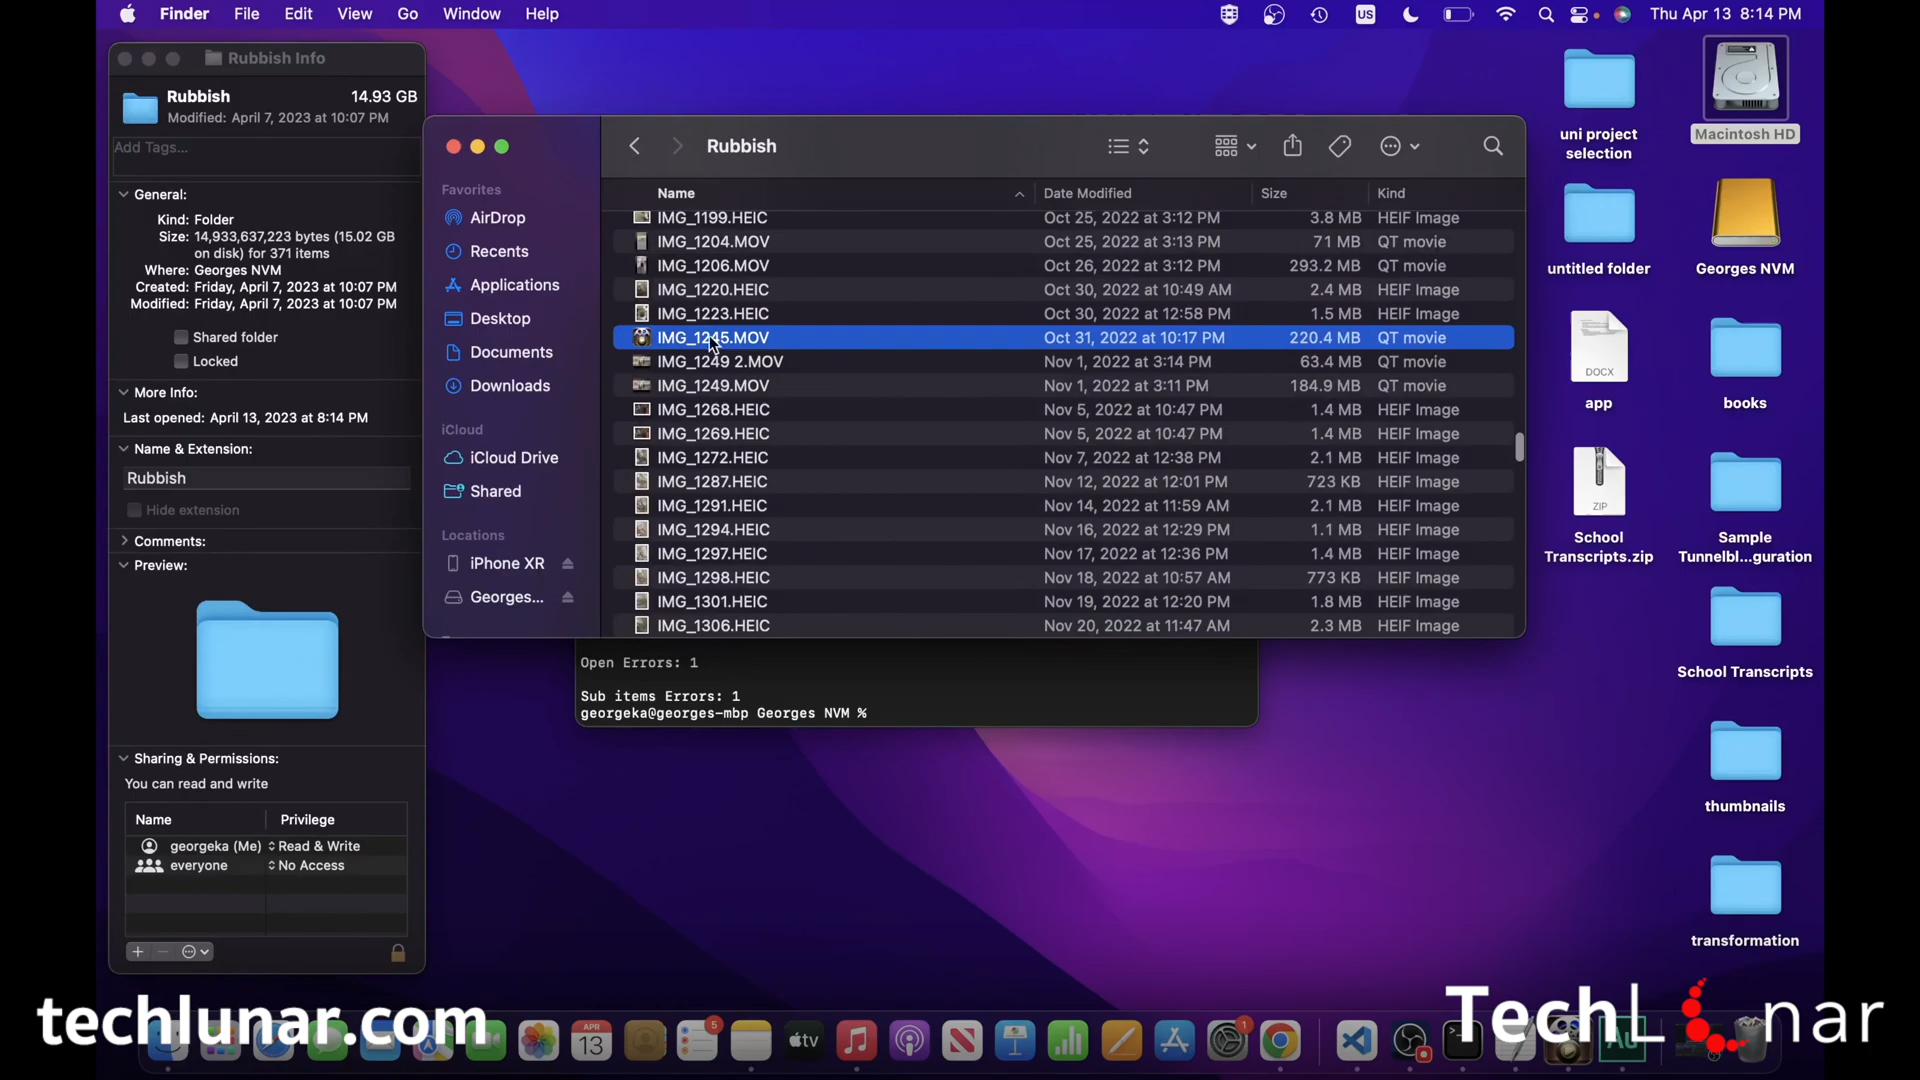 Finder File Edit View Go Window Help
US Thu Apr 13 8:14 PM
Rubbish Info
Rubbish 14.93 GB
Modified: April 7, 2023 at 10:07 PM
Add Tags...
General:
Kind: Folder
Size: 14,933,637,223 bytes (15.02 GB
on disk) for 371 items
Where: Georges NVM
Created: Friday, April 7, 2023 at 10:07 PM
Modified: Friday, April 7, 2023 at 10:07 PM
Shared folder
Locked
More Info:
Last opened: April 13, 2023 at 8:14 PM
Name & Extension:
Rubbish
Hide extension
Comments:
Preview:
Sharing & Permissions:
You can read and write
Name Privilege
georgeka (Me) Read & Write
everyone No Access
Favorites
AirDrop
Recents
Applications
Desktop
Documents
Downloads
iCloud
iCloud Drive
Shared
Locations
iPhone XR
Georges...
Rubbish
Name Date Modified Size Kind
IMG_1199.HEIC Oct 25, 2022 at 3:12 PM 3.8 MB HEIF Image
IMG_1204.MOV Oct 25, 2022 at 3:13 PM 71 MB QT movie
IMG_1206.MOV Oct 26, 2022 at 3:12 PM 293.2 MB QT movie
IMG_1220.HEIC Oct 30, 2022 at 10:49 AM 2.4 MB HEIF Image
IMG_1223.HEIC Oct 30, 2022 at 12:58 PM 1.5 MB HEIF Image
IMG_1245.MOV Oct 31, 2022 at 10:17 PM 220.4 MB QT movie
IMG_1249 2.MOV Nov 1, 2022 at 3:14 PM 63.4 MB QT movie
IMG_1249.MOV Nov 1, 2022 at 3:11 PM 184.9 MB QT movie
IMG_1268.HEIC Nov 5, 2022 at 10:47 PM 1.4 MB HEIF Image
IMG_1269.HEIC Nov 5, 2022 at 10:47 PM 1.4 MB HEIF Image
IMG_1272.HEIC Nov 7, 2022 at 12:38 PM 2.1 MB HEIF Image
IMG_1287.HEIC Nov 12, 2022 at 12:01 PM 723 KB HEIF Image
IMG_1291.HEIC Nov 14, 2022 at 11:59 AM 2.1 MB HEIF Image
IMG_1294.HEIC Nov 16, 2022 at 12:29 PM 1.1 MB HEIF Image
IMG_1297.HEIC Nov 17, 2022 at 12:36 PM 1.4 MB HEIF Image
IMG_1298.HEIC Nov 18, 2022 at 10:57 AM 773 KB HEIF Image
IMG_1301.HEIC Nov 19, 2022 at 12:20 PM 1.8 MB HEIF Image
IMG_1306.HEIC Nov 20, 2022 at 11:47 AM 2.3 MB HEIF Image
Open Errors: 1
Sub items Errors: 1
georgeka@georges-mbp Georges NVM %
uni project
selection
Macintosh HD
untitled folder
Georges NVM
DOCX
app
books
ZIP
School
Transcripts.zip
Sample
Tunnelbl...guration
School Transcripts
thumbnails
transformation
techlunar.com
TechLunar
APR
13
5
tv
1
Au